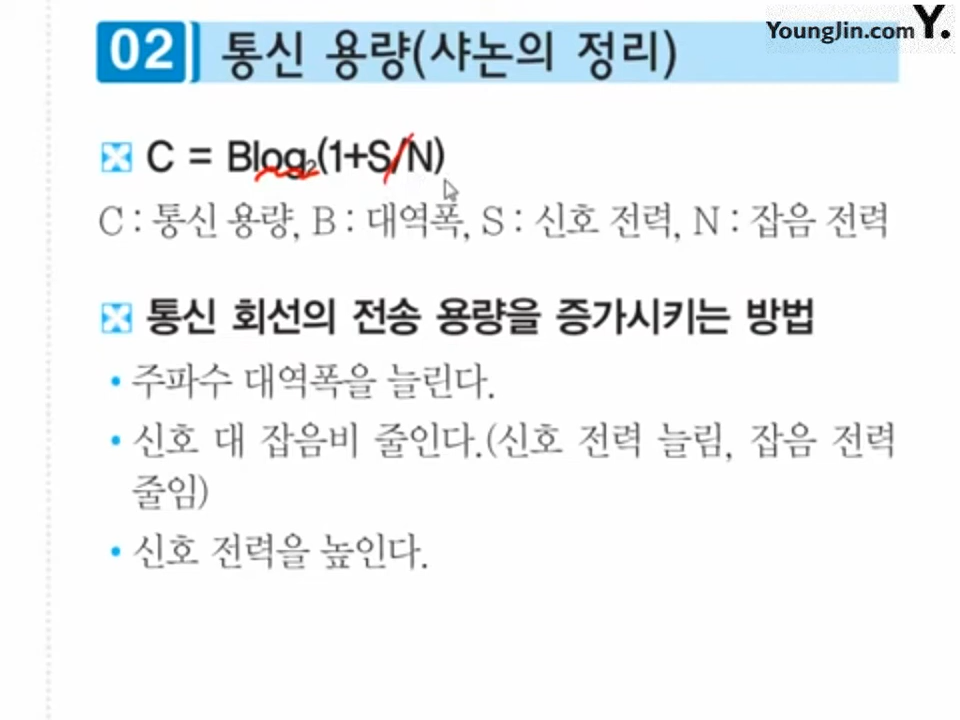 YoungJin.com Y.
02 통신 용량(샤논의 정리)
C = Blog₂(1+S/N)
C : 통신 용량, B : 대역폭, S : 신호 전력, N : 잡음 전력
통신 회선의 전송 용량을 증가시키는 방법
• 주파수 대역폭을 늘린다.
• 신호 대 잡음비 줄인다.(신호 전력 늘림, 잡음 전력
줄임)
• 신호 전력을 높인다.